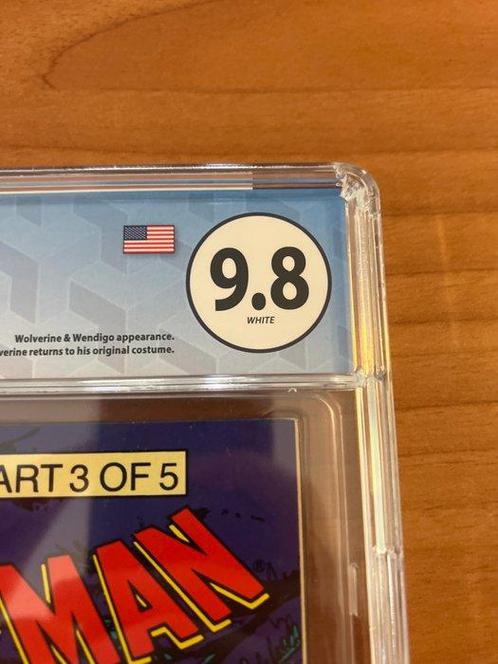 9.8
WHITE
Wolverine & Wendigo appearance.
verine returns to his original costume.
ART 3 OF 5
MAN
®